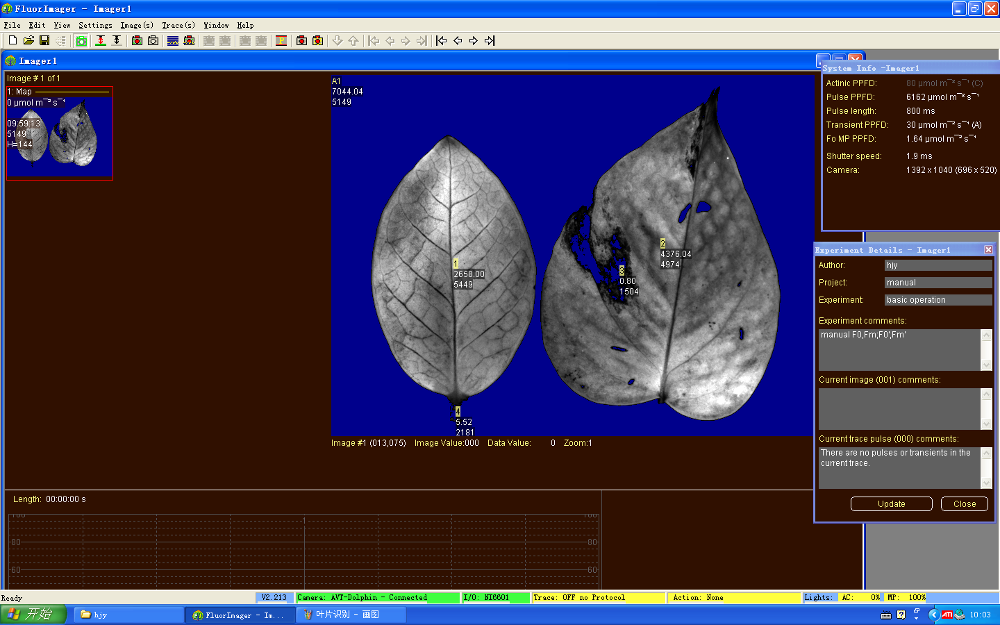 FluorImager - Imager1
File Edit View Settings Image(s) Trace(s) Window Help
Imager1
Image # 1 of 1
1: Map
0 µmol m⁻² s⁻¹
09:59:13
5149
H=144
A1
7044.04
5149
1
2658.00
5449
2
4376.04
4974
3
0.80
1504
4
5.52
2181
Image #1 (013,075) Image Value:000 Data Value: 0 Zoom:1
System Info -Imager1
Actinic PPFD: 80 µmol m⁻² s⁻¹ (C)
Pulse PPFD: 6162 µmol m⁻² s⁻¹
Pulse length: 800 ms
Transient PPFD: 30 µmol m⁻² s⁻¹ (A)
Fo MP PPFD: 1.64 µmol m⁻² s⁻¹
Shutter speed: 1.9 ms
Camera: 1392 x 1040 (696 x 520)
Experiment Details - Imager1
Author: hjy
Project: manual
Experiment: basic operation
Experiment comments:
manual F0,Fm;F0',Fm'
Current image (001) comments:
Current trace pulse (000) comments:
There are no pulses or transients in the
current trace.
Update Close
Length: 00:00:00 s
100 1 100
80 80
60 60
Ready V2.213 Camera: AVT-Dolphin - Connected I/O: NI6601 Trace: OFF no Protocol Action: None Lights: AC: 0% MP: 100%
开始 hjy FluorImager - Im... 叶片识别 - 画图 ATI 10:03